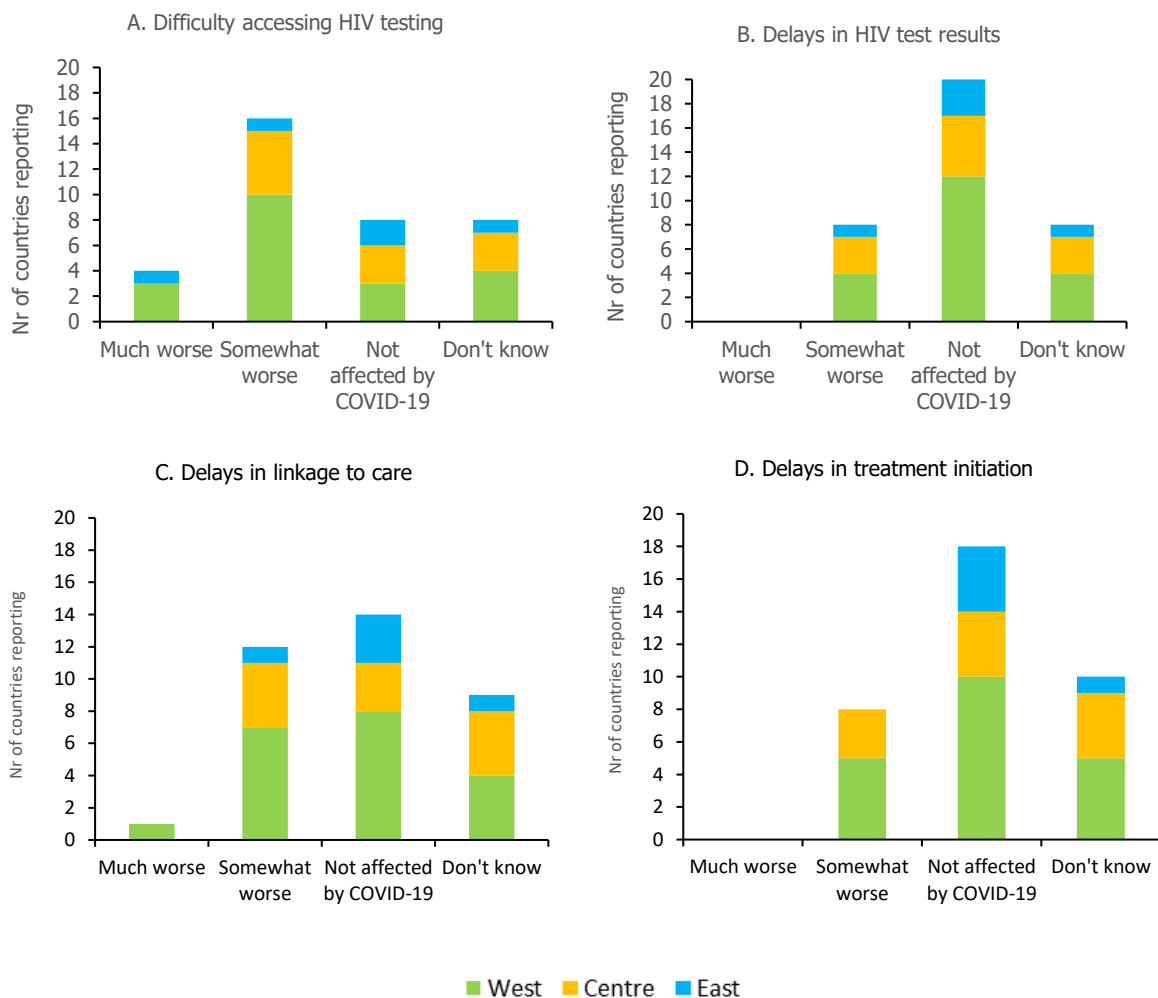 A. Difficulty accessing HIV testing
Nr of countries reporting
20
18
16
14
12
10
8
6
4
2
0
Much worse Somewhat Not Don't know
worse affected by
COVID-19
B. Delays in HIV test results
Nr of countries reporting
20
18
16
14
12
10
8
6
4
2
0
Much Somewhat Not Don't know
worse worse affected by
COVID-19
C. Delays in linkage to care
Nr of countries reporting
20
18
16
14
12
10
8
6
4
2
0
Much worse Somewhat Not affected Don't know
worse by COVID-19
D. Delays in treatment initiation
Nr of countries reporting
20
18
16
14
12
10
8
6
4
2
0
Much worse Somewhat Not affected Don't know
worse by COVID-19
West Centre East